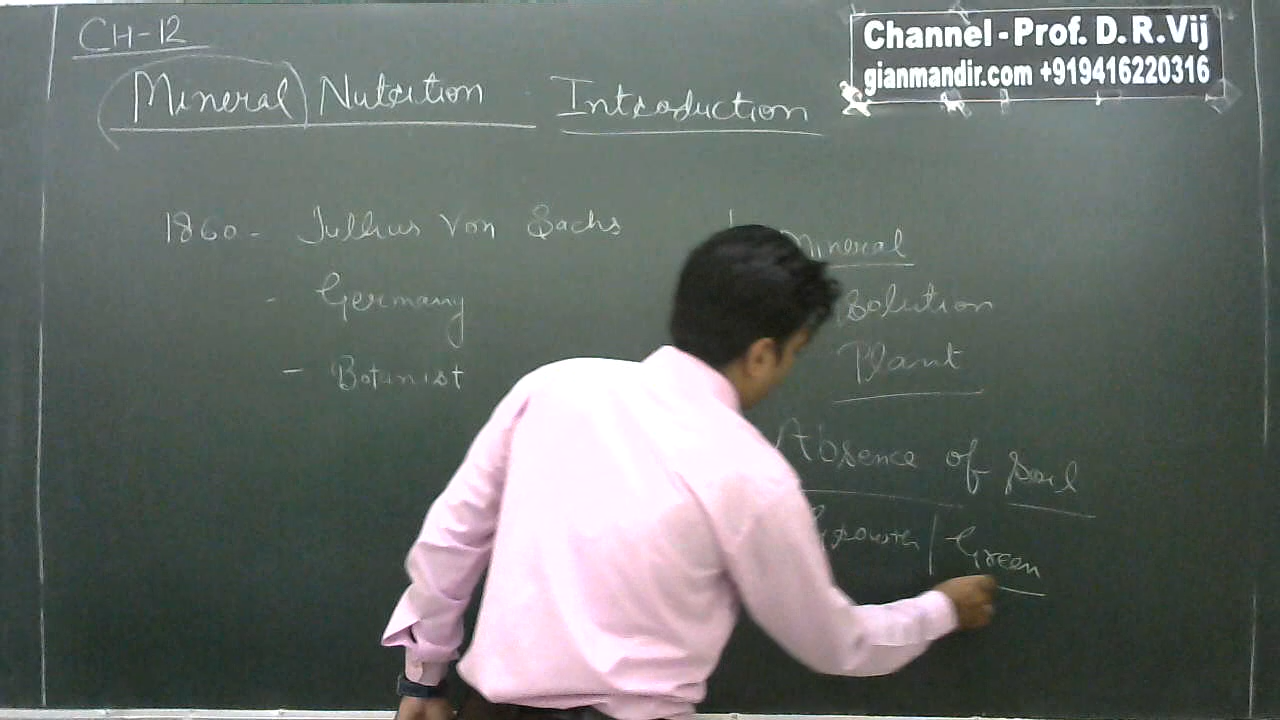 CH-12
Channel - Prof. D. R. Vij
gianmandir.com +919416220316
Mineral Nutrition - Introduction
1860 - Julius Von Sachs
- Germany
- Botanist
Mineral
Solution
Plant
Absence of Soil
Growth | Green